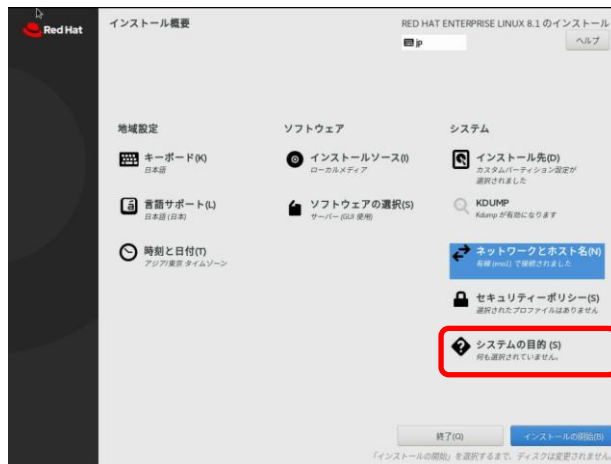 Red Hat
インストール概要
RED HAT ENTERPRISE LINUX 8.1 のインストール
jp
ヘルプ
地域設定
キーボード(K)
日本語
言語サポート(L)
日本語 (日本)
時刻と日付(T)
アジア/東京 タイムゾーン
ソフトウェア
インストールソース(I)
ローカルメディア
ソフトウェアの選択(S)
サーバー (GUI 使用)
システム
インストール先(D)
カスタムパーティション設定が
選択されました
KDUMP
Kdump が有効になります
ネットワークとホスト名(N)
有線 (eno1) で接続されました
セキュリティーポリシー(S)
選択されたプロファイルはありません
システムの目的 (S)
何も選択されていません。
終了(Q)
インストールの開始(B)
「インストールの開始」を選択するまで、ディスクは変更されません。